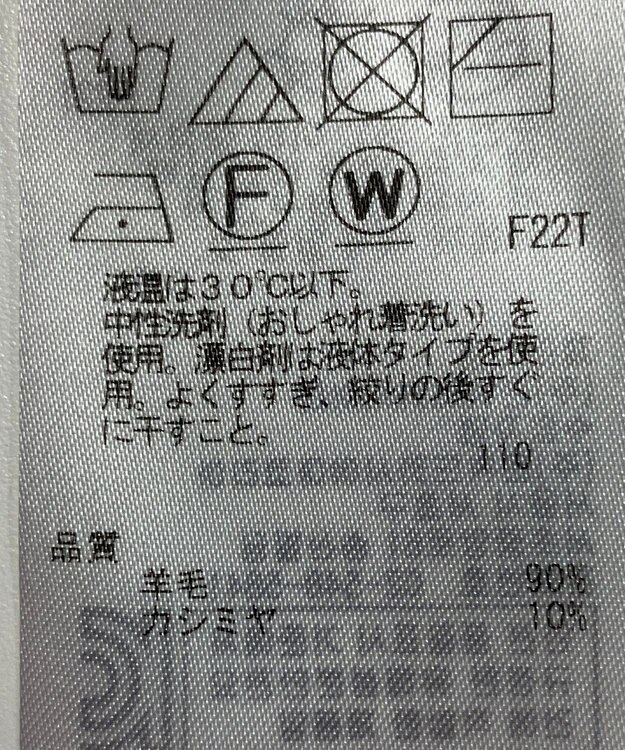 F
W
F22T
液温は30℃以下。
中性洗剤(おしゃれ着洗い)を
使用。漂白剤は液体タイプを使
用。よくすすぎ、絞りの後すぐ
に干すこと。
110
品質
羊毛 90%
カシミヤ 10%